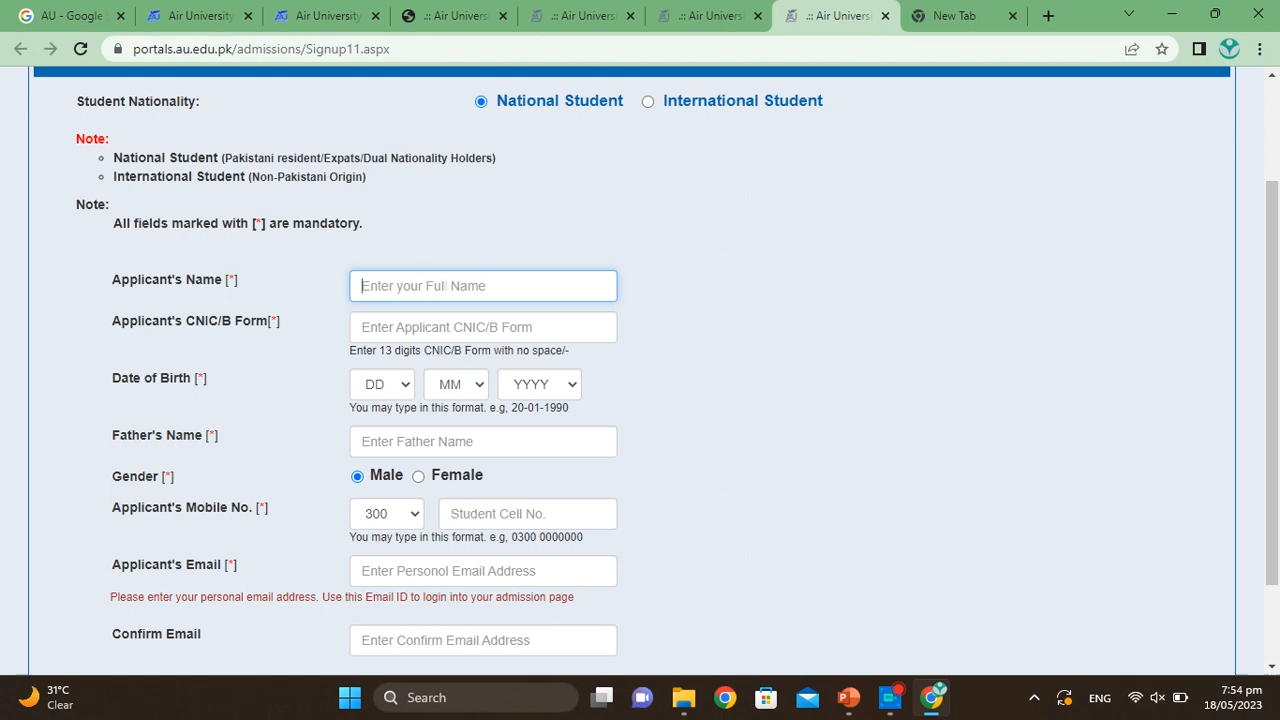 AU - Google
Air University
Air University
.:: Air Univers
.:: Air Univers
.:: Air Univers
.:: Air Univers
New Tab
portals.au.edu.pk/admissions/Signup11.aspx
Student Nationality: National Student International Student
Note:
National Student (Pakistani resident/Expats/Dual Nationality Holders)
International Student (Non-Pakistani Origin)
Note:
All fields marked with [*] are mandatory.
Applicant's Name [*] Enter your Full Name
Applicant's CNIC/B Form[*] Enter Applicant CNIC/B Form
Enter 13 digits CNIC/B Form with no space/-
Date of Birth [*] DD MM YYYY
You may type in this format. e.g, 20-01-1990
Father's Name [*] Enter Father Name
Gender [*] Male Female
Applicant's Mobile No. [*] 300 Student Cell No.
You may type in this format. e.g, 0300 0000000
Applicant's Email [*] Enter Personol Email Address
Please enter your personal email address. Use this Email ID to login into your admission page
Confirm Email Enter Confirm Email Address
31°C
Clear
Search
ENG
7:54 pm
18/05/2023